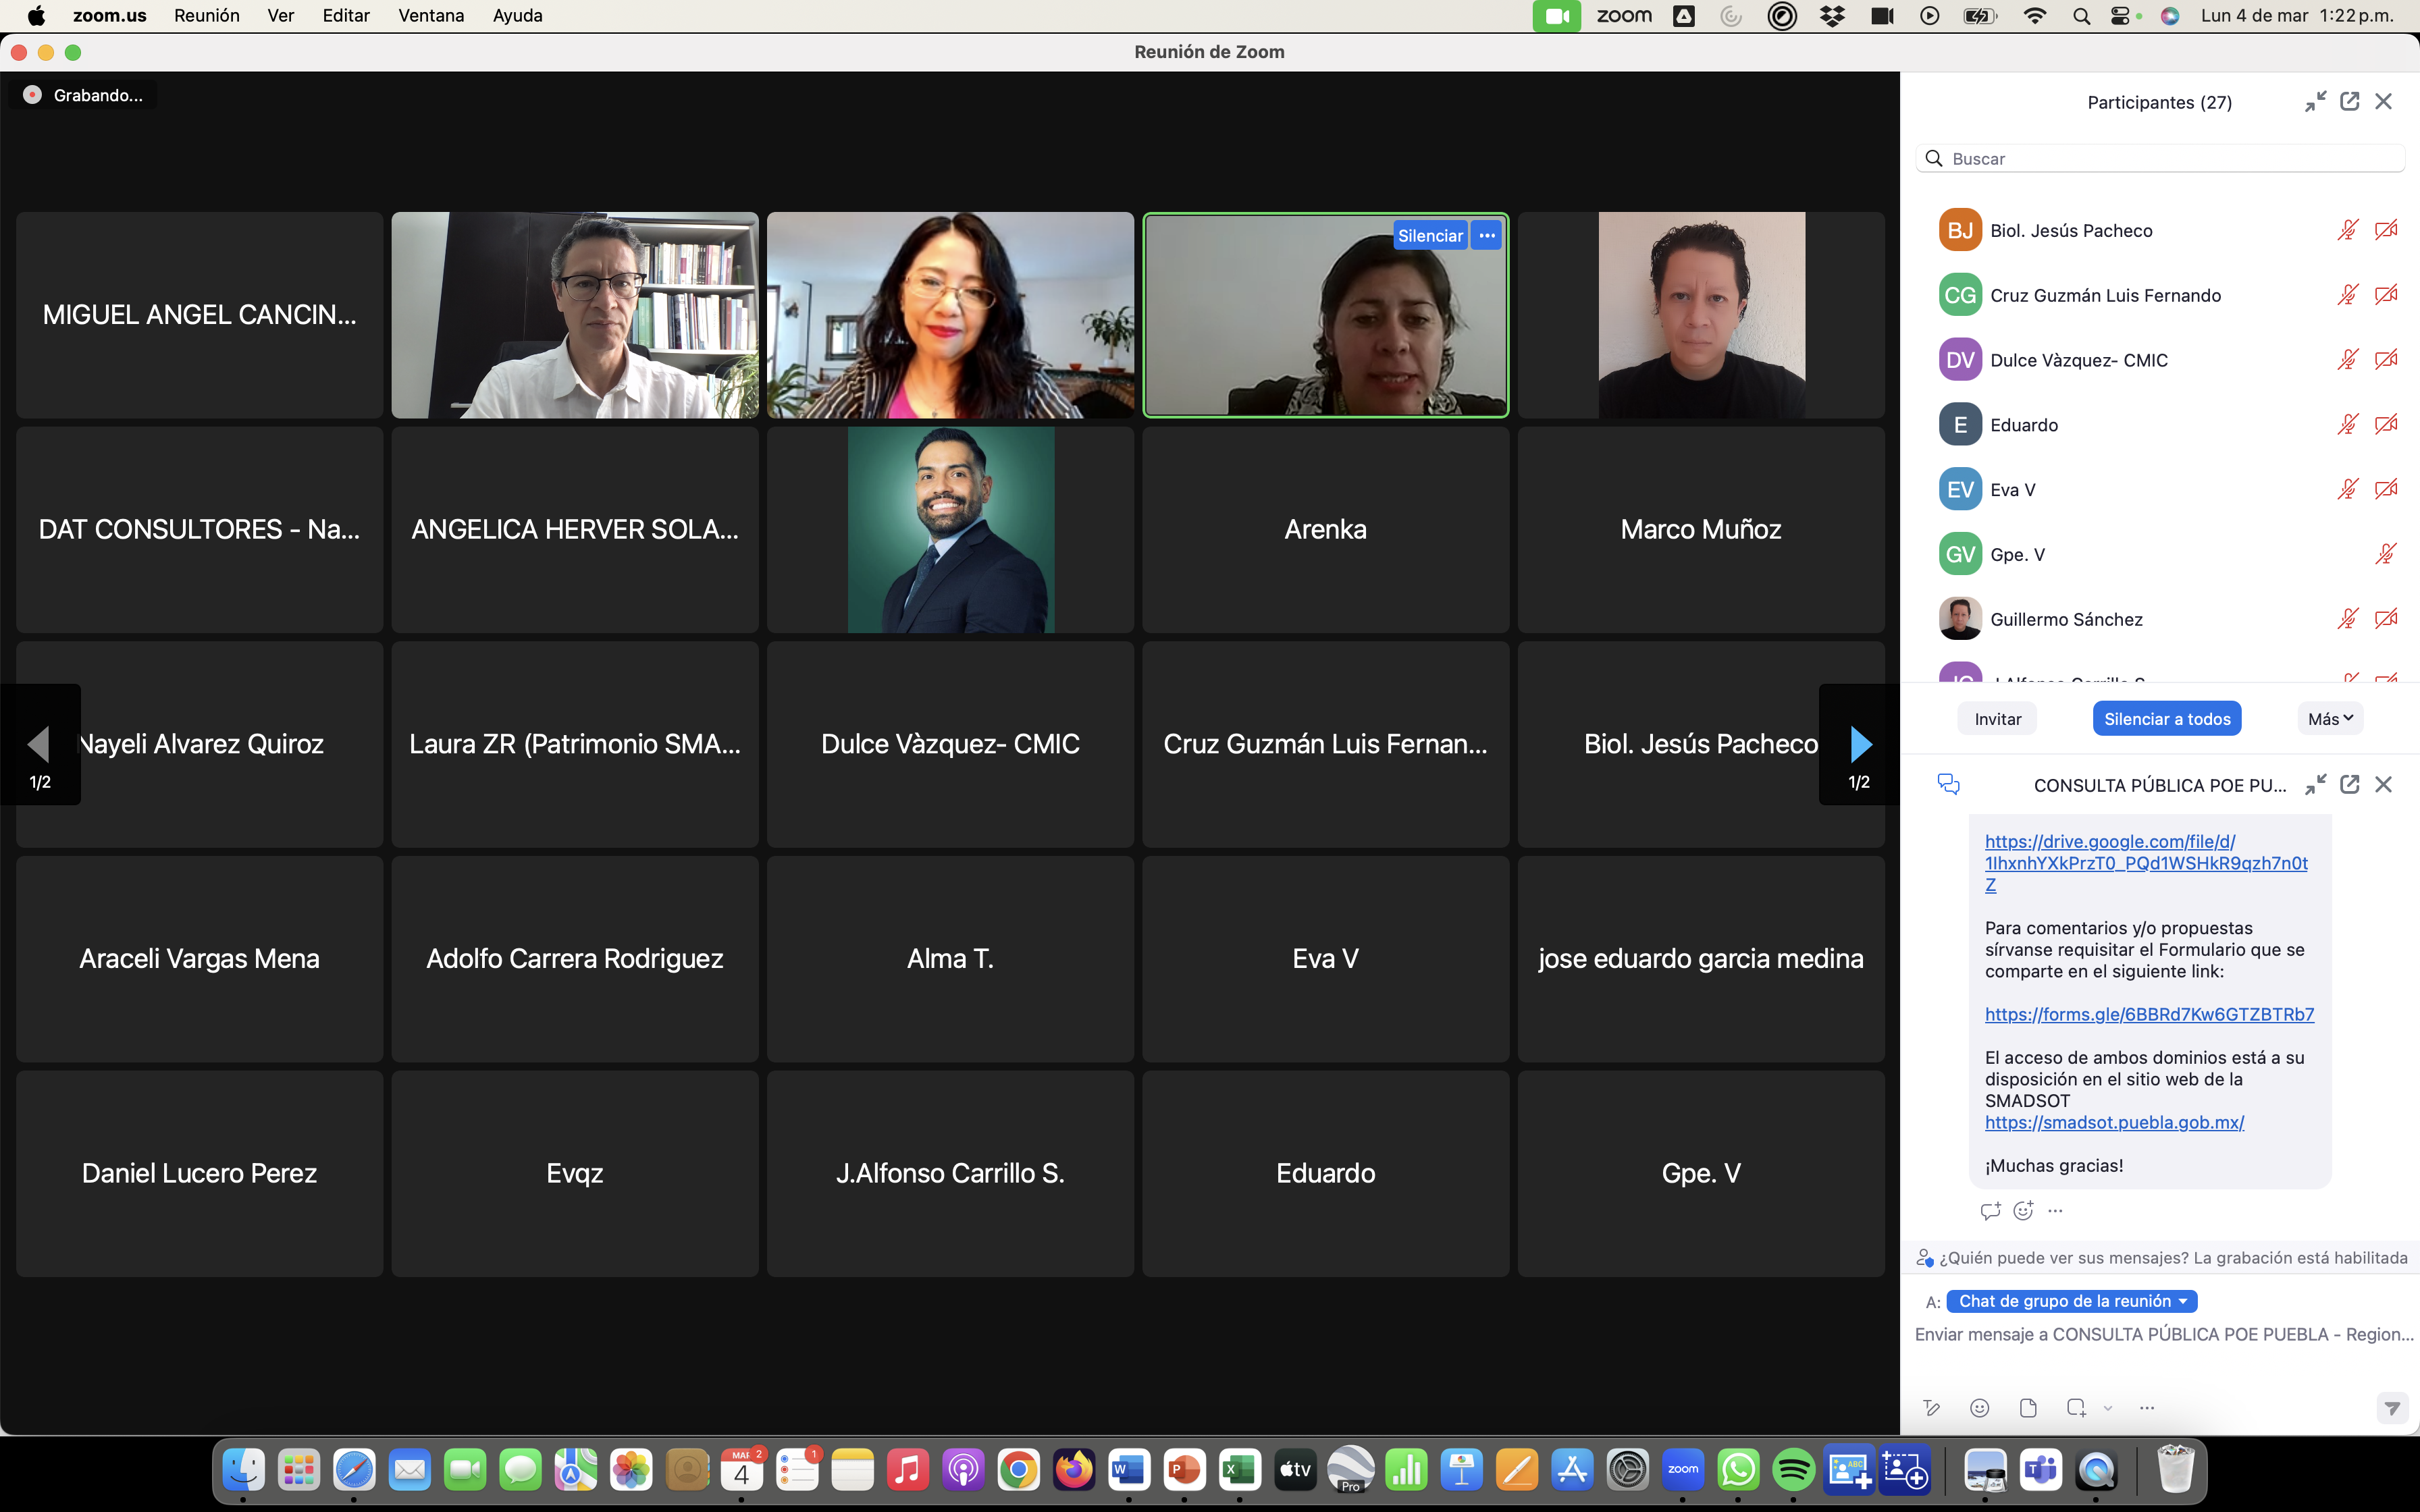 zoom.us Reunión Ver Editar Ventana Ayuda
zoom Lun 4 de mar 1:22 p.m.
Reunión de Zoom
Grabando...
MIGUEL ANGEL CANCIN...
Silenciar
DAT CONSULTORES - Na...
ANGELICA HERVER SOLA...
Arenka
Marco Muñoz
Nayeli Alvarez Quiroz
Laura ZR (Patrimonio SMA...
Dulce Vàzquez- CMIC
Cruz Guzmán Luis Fernan...
Biol. Jesús Pacheco
1/2
1/2
Araceli Vargas Mena
Adolfo Carrera Rodriguez
Alma T.
Eva V
jose eduardo garcia medina
Daniel Lucero Perez
Evqz
J.Alfonso Carrillo S.
Eduardo
Gpe. V
Participantes (27)
Buscar
BJ Biol. Jesús Pacheco
CG Cruz Guzmán Luis Fernando
DV Dulce Vàzquez- CMIC
E Eduardo
EV Eva V
GV Gpe. V
Guillermo Sánchez
Invitar
Silenciar a todos
Más
CONSULTA PÚBLICA POE PU...
https://drive.google.com/file/d/
1IhxnhYXkPrzT0_PQd1WSHkR9qzh7n0t
Z
Para comentarios y/o propuestas
sírvanse requisitar el Formulario que se
comparte en el siguiente link:
https://forms.gle/6BBRd7Kw6GTZBTRb7
El acceso de ambos dominios está a su
disposición en el sitio web de la
SMADSOT
https://smadsot.puebla.gob.mx/
¡Muchas gracias!
¿Quién puede ver sus mensajes? La grabación está habilitada
A: Chat de grupo de la reunión
Enviar mensaje a CONSULTA PÚBLICA POE PUEBLA - Region...
MAR 2
4
1
W
P
X
tv
Pro
zoom
ABC
T